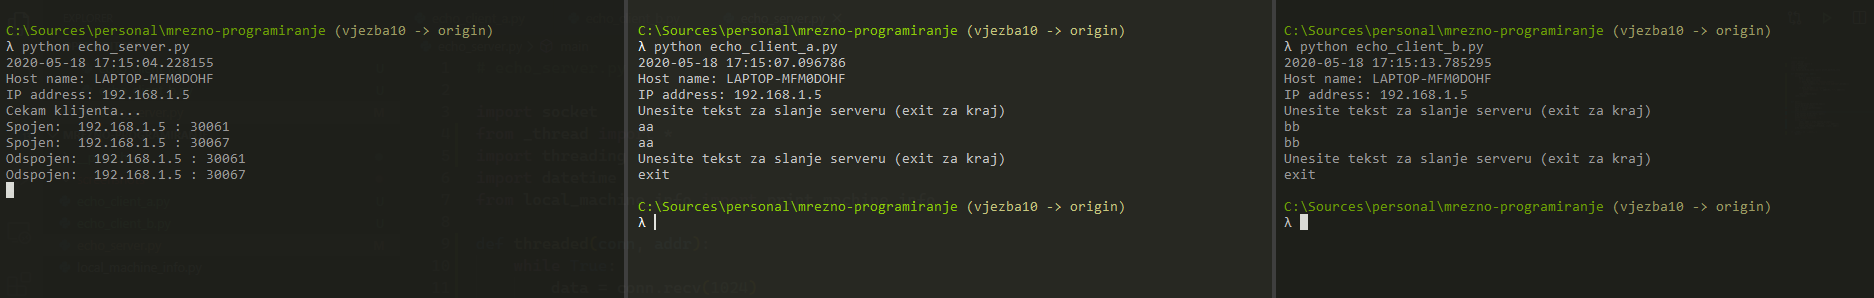 C:\Sources\personal\mrezno-programiranje (vjezba10 -> origin)
λ python echo_server.py
2020-05-18 17:15:04.228155
Host name: LAPTOP-MFM0DOHF
IP address: 192.168.1.5
Cekam klijenta...
Spojen:  192.168.1.5 : 30061
Spojen:  192.168.1.5 : 30067
Odspojen:  192.168.1.5 : 30061
Odspojen:  192.168.1.5 : 30067
C:\Sources\personal\mrezno-programiranje (vjezba10 -> origin)
λ python echo_client_a.py
2020-05-18 17:15:07.096786
Host name: LAPTOP-MFM0DOHF
IP address: 192.168.1.5
Unesite tekst za slanje serveru (exit za kraj)
aa
aa
Unesite tekst za slanje serveru (exit za kraj)
exit
C:\Sources\personal\mrezno-programiranje (vjezba10 -> origin)
λ
C:\Sources\personal\mrezno-programiranje (vjezba10 -> origin)
λ python echo_client_b.py
2020-05-18 17:15:13.785295
Host name: LAPTOP-MFM0DOHF
IP address: 192.168.1.5
Unesite tekst za slanje serveru (exit za kraj)
bb
bb
Unesite tekst za slanje serveru (exit za kraj)
exit
C:\Sources\personal\mrezno-programiranje (vjezba10 -> origin)
λ